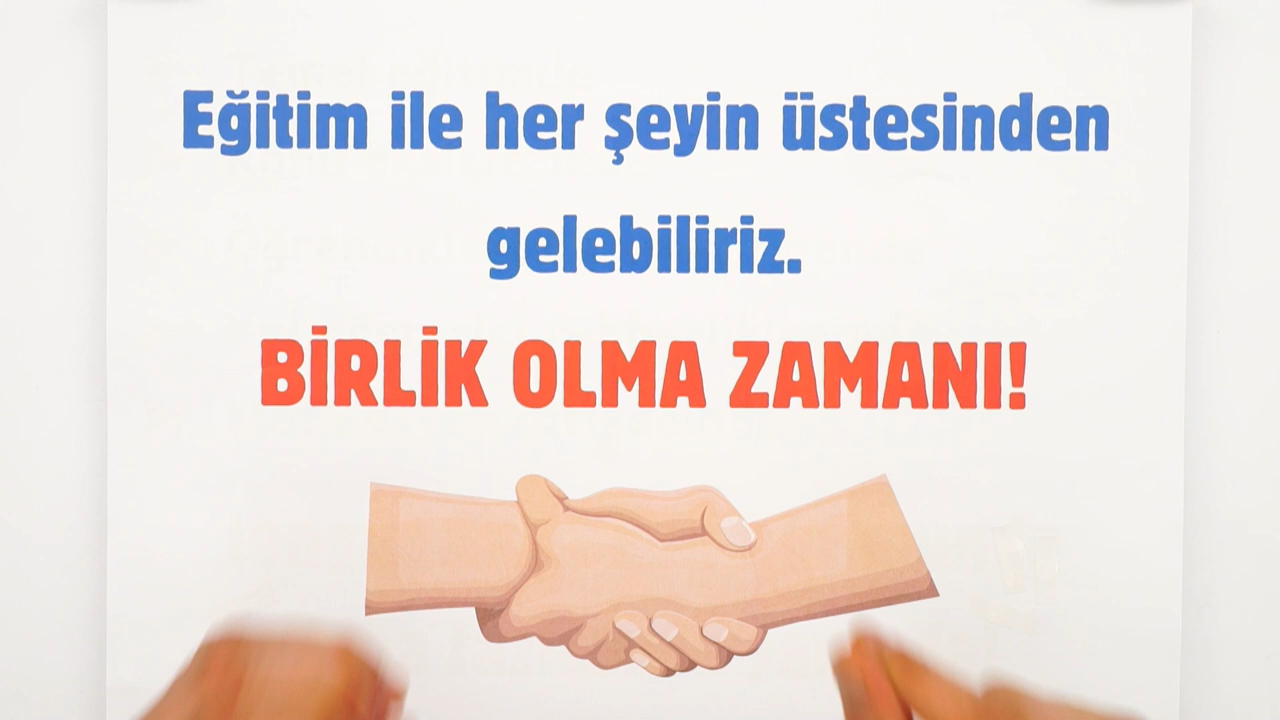 Eğitim ile her şeyin üstesinden
gelebiliriz.
BİRLİK OLMA ZAMANI!